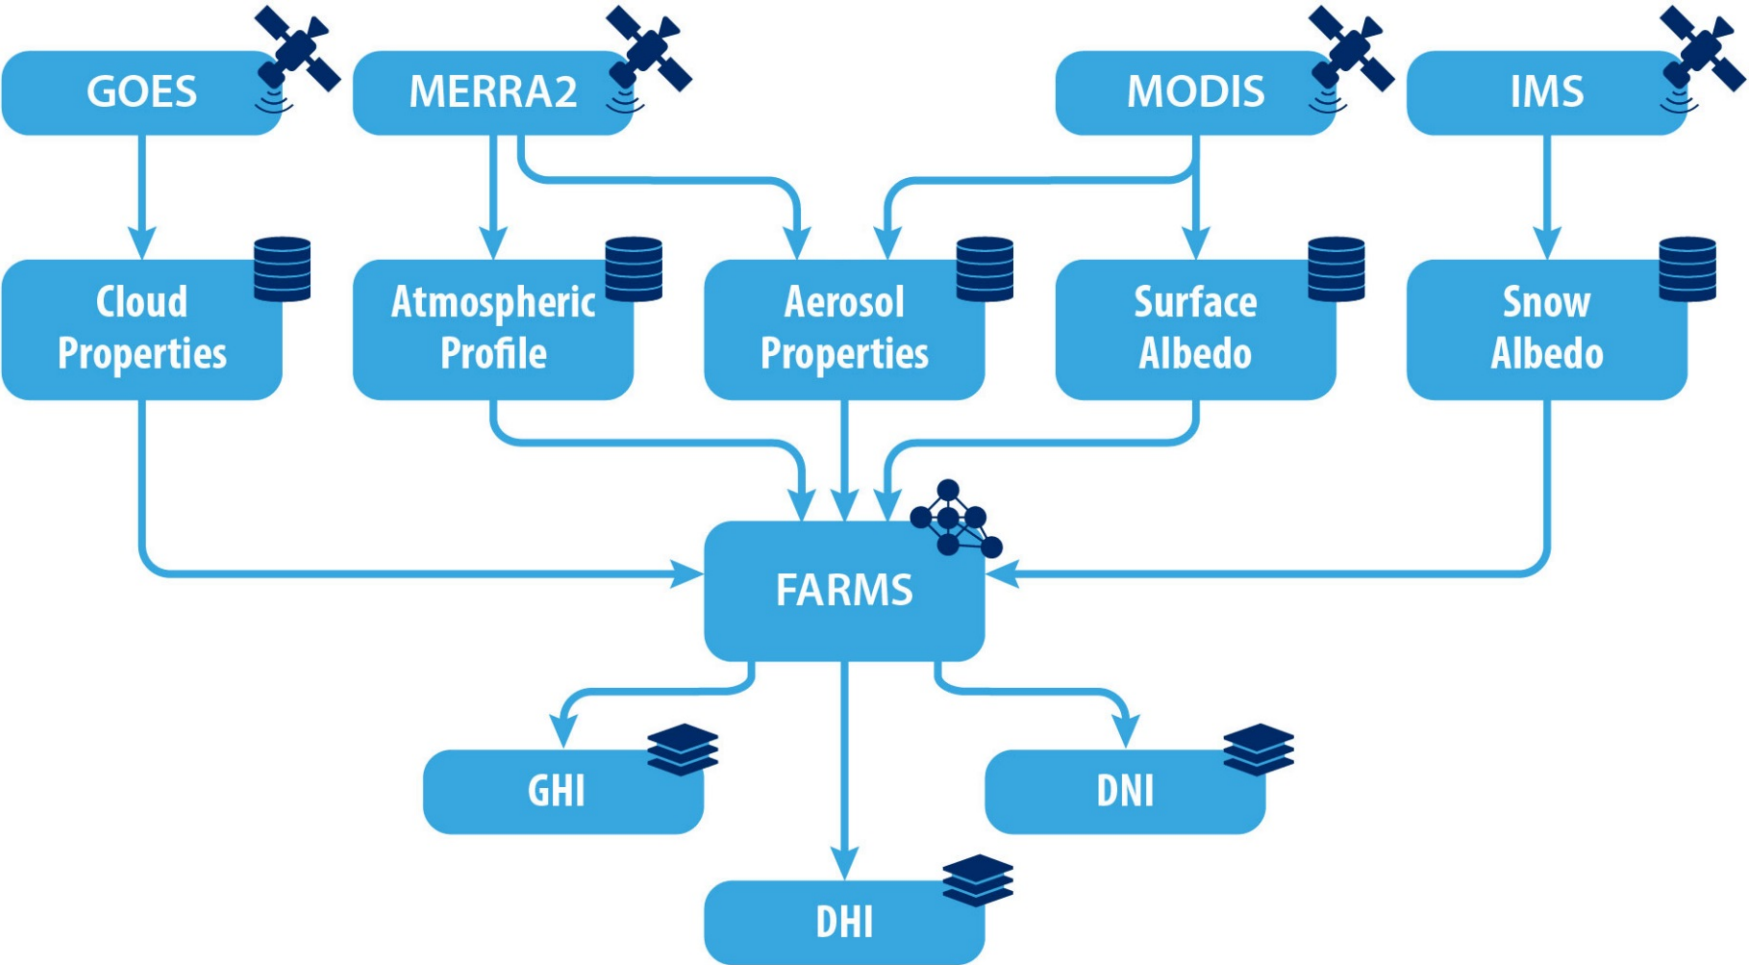 GOES
MERRA2
MODIS
IMS
Cloud
Properties
Atmospheric
Profile
Aerosol
Properties
Surface
Albedo
Snow
Albedo
FARMS
GHI
DNI
DHI